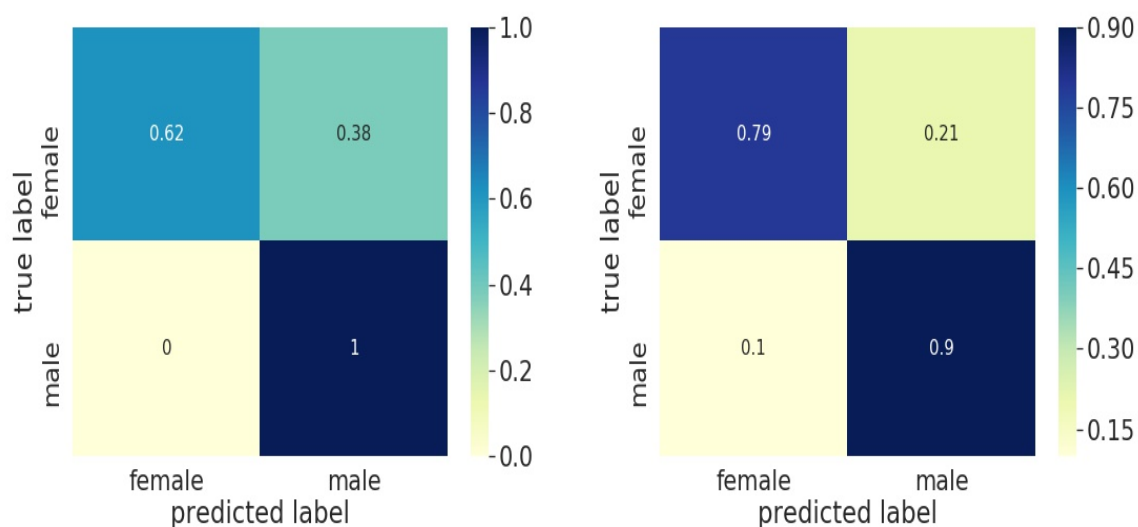 1.0
0.8
0.6
0.4
0.2
0.0
0.62
0.38
0
1
true label
female
male
female
male
predicted label
0.90
0.75
0.60
0.45
0.30
0.15
0.79
0.21
0.1
0.9
true label
female
male
female
male
predicted label